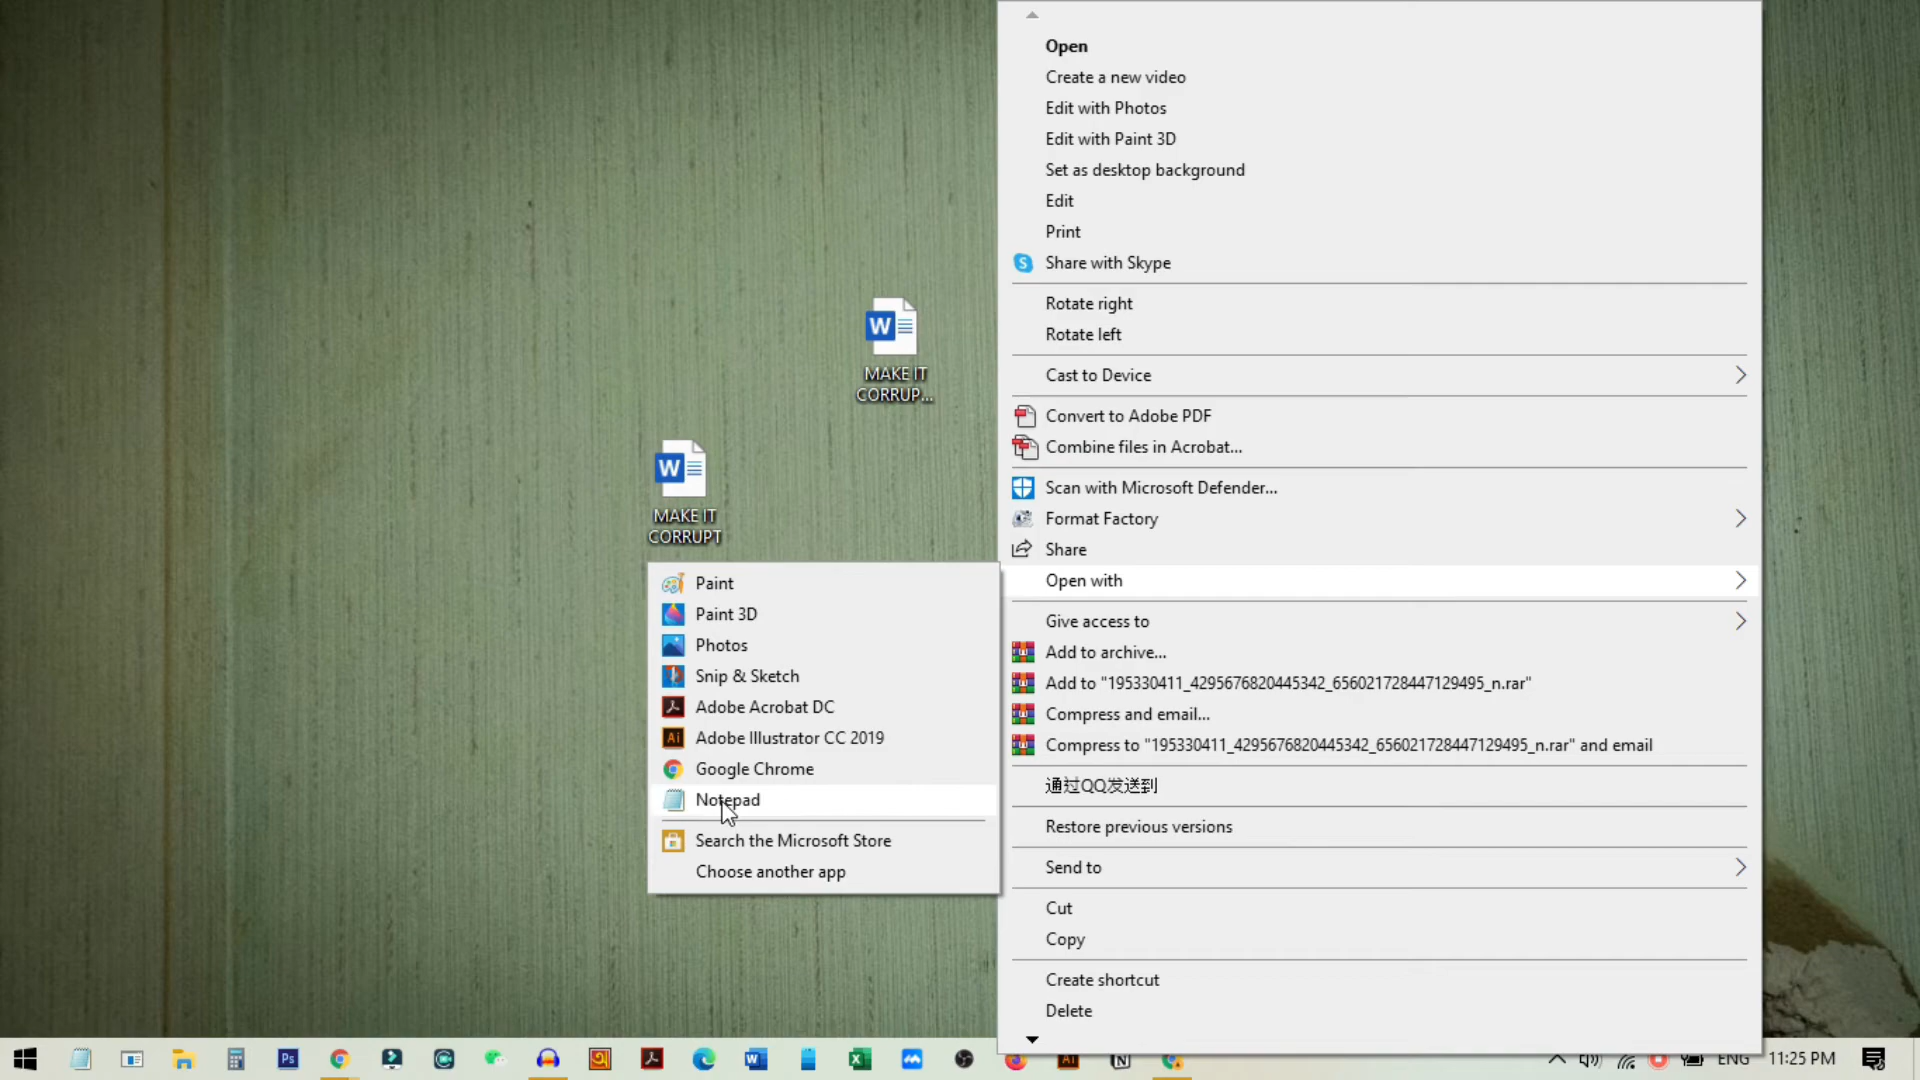 Open
Create a new video
Edit with Photos
Edit with Paint 3D
Set as desktop background
Edit
Print
S Share with Skype
Rotate right
Rotate left
Cast to Device
Convert to Adobe PDF
Combine files in Acrobat...
Scan with Microsoft Defender...
Format Factory
Share
Open with
Give access to
Add to archive...
Add to "195330411_4295676820445342_656021728447129495_n.rar"
Compress and email...
Compress to "195330411_4295676820445342_656021728447129495_n.rar" and email
通过QQ发送到
Restore previous versions
Send to
Cut
Copy
Create shortcut
Delete
W
MAKE IT
CORRUP...
W
MAKE IT
CORRUPT
Paint
Paint 3D
Photos
Snip & Sketch
Adobe Acrobat DC
Ai Adobe Illustrator CC 2019
Google Chrome
Notepad
Search the Microsoft Store
Choose another app
Ps
ENG 11:25 PM